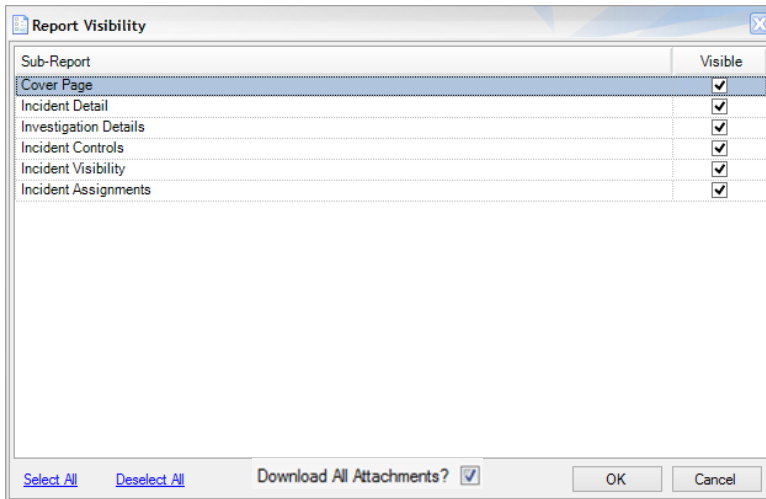 Report Visibility
Sub-Report Visible
Cover Page
Incident Detail
Investigation Details
Incident Controls
Incident Visibility
Incident Assignments
Select All Deselect All Download All Attachments? OK Cancel